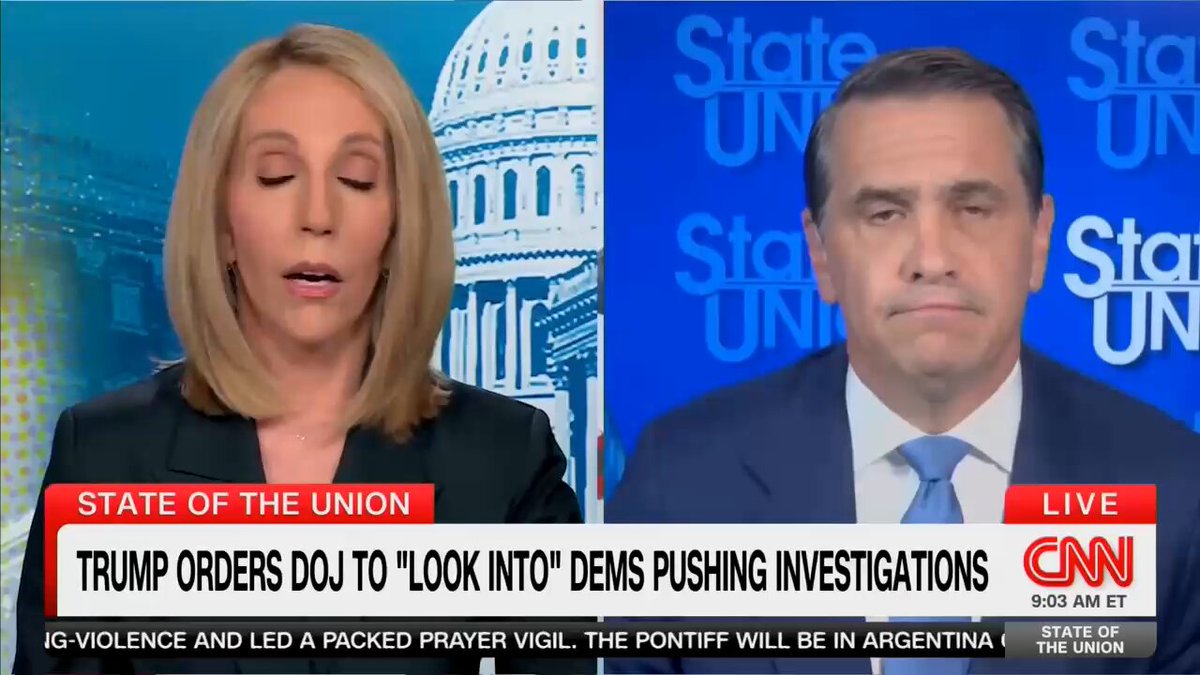 State
UNI
Sta
UN
State
UNIO
State
UNI
STATE OF THE UNION
LIVE
TRUMP ORDERS DOJ TO "LOOK INTO" DEMS PUSHING INVESTIGATIONS
CNN
9:03 AM ET
NG-VIOLENCE AND LED A PACKED PRAYER VIGIL. THE PONTIFF WILL BE IN ARGENTINA
STATE OF
THE UNION